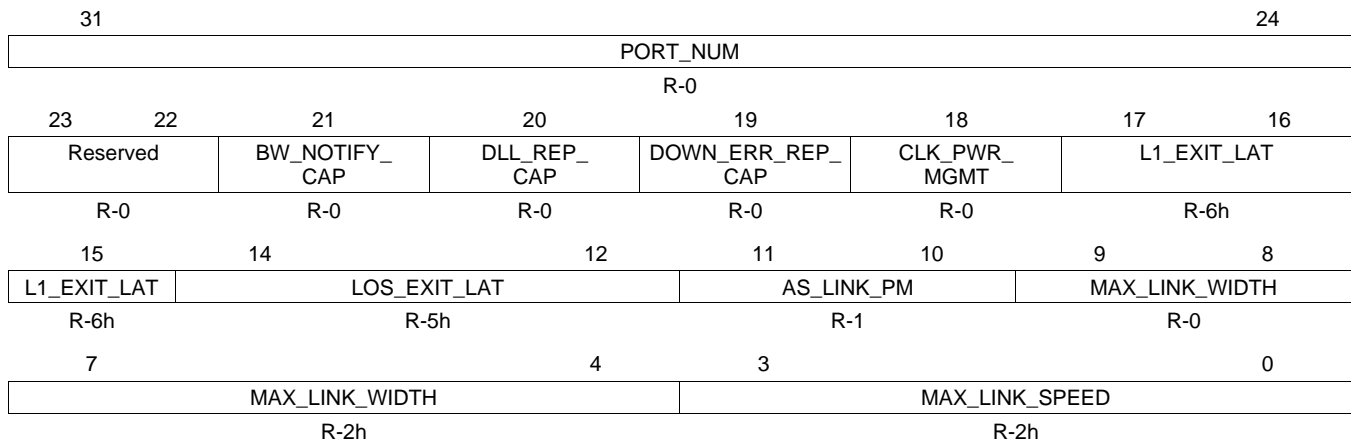 31 24
PORT_NUM
R-0
23 22 21 20 19 18 17 16
Reserved BW_NOTIFY_ DLL_REP_ DOWN_ERR_REP_ CLK_PWR_ L1_EXIT_LAT
CAP CAP CAP MGMT
R-0 R-0 R-0 R-0 R-0 R-6h
15 14 12 11 10 9 8
L1_EXIT_LAT LOS_EXIT_LAT AS_LINK_PM MAX_LINK_WIDTH
R-6h R-5h R-1 R-0
7 4 3 0
MAX_LINK_WIDTH MAX_LINK_SPEED
R-2h R-2h